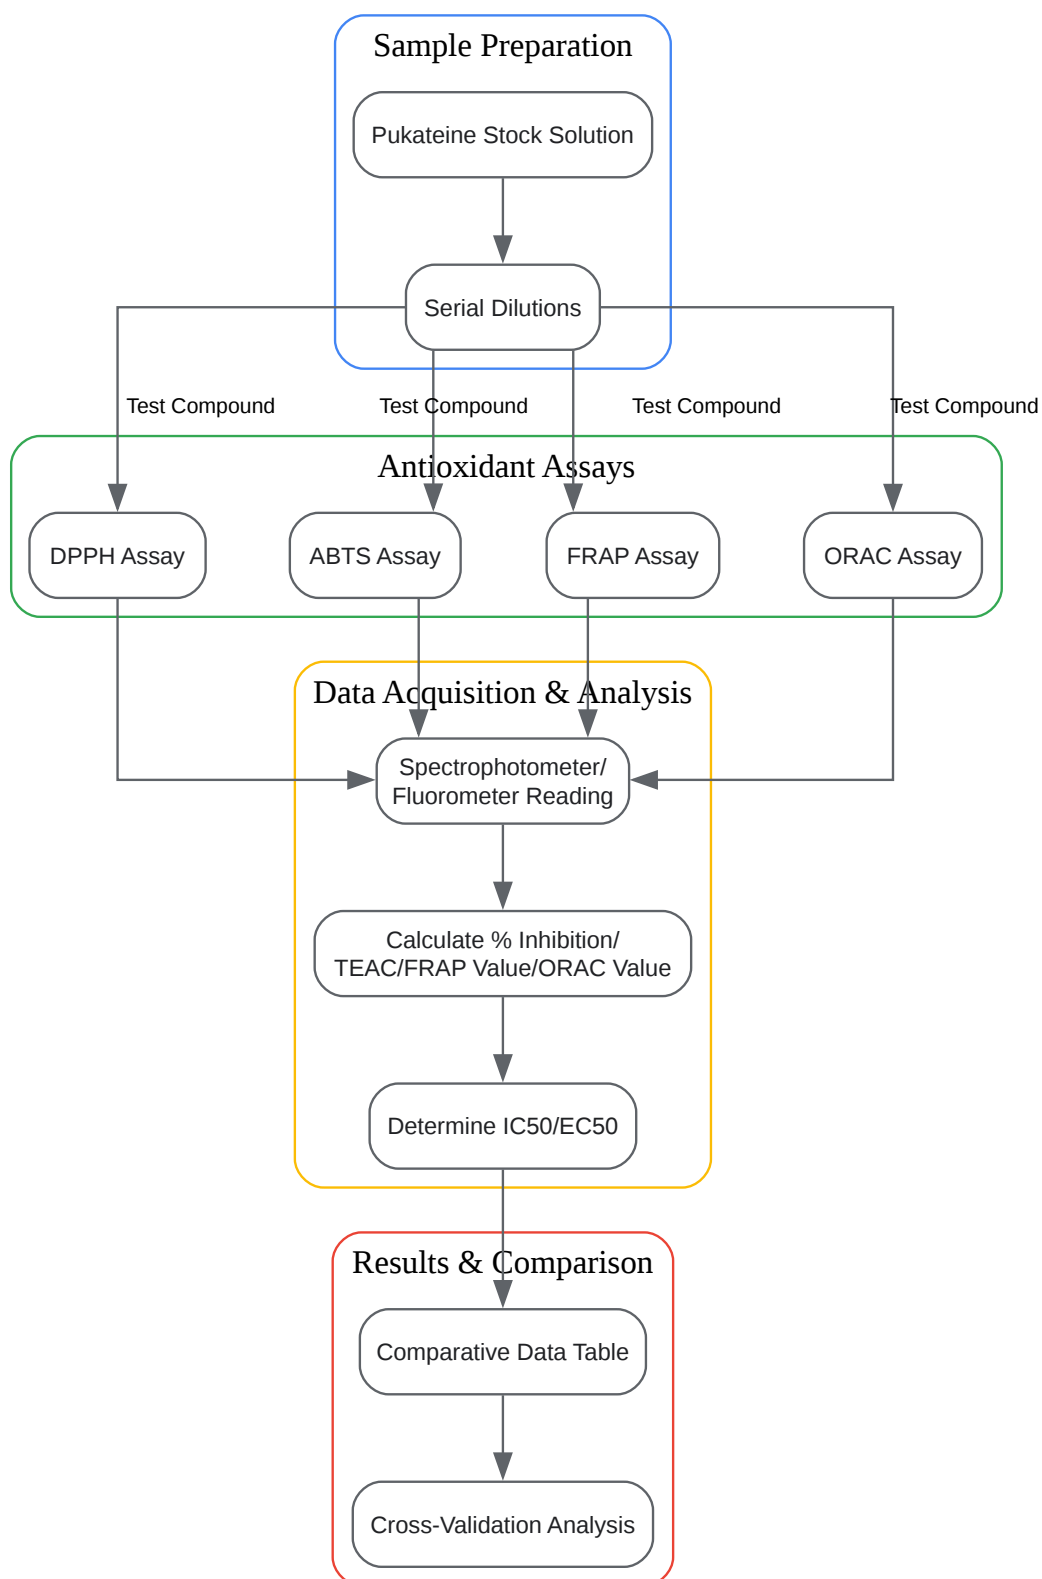 Sample Preparation
Pukateine Stock Solution
Serial Dilutions
Test Compound
Test Compound
Test Compound
Test Compound
Antioxidant Assays
DPPH Assay
ABTS Assay
FRAP Assay
ORAC Assay
Data Acquisition & Analysis
Spectrophotometer/
Fluorometer Reading
Calculate % Inhibition/
TEAC/FRAP Value/ORAC Value
Determine IC50/EC50
Results & Comparison
Comparative Data Table
Cross-Validation Analysis